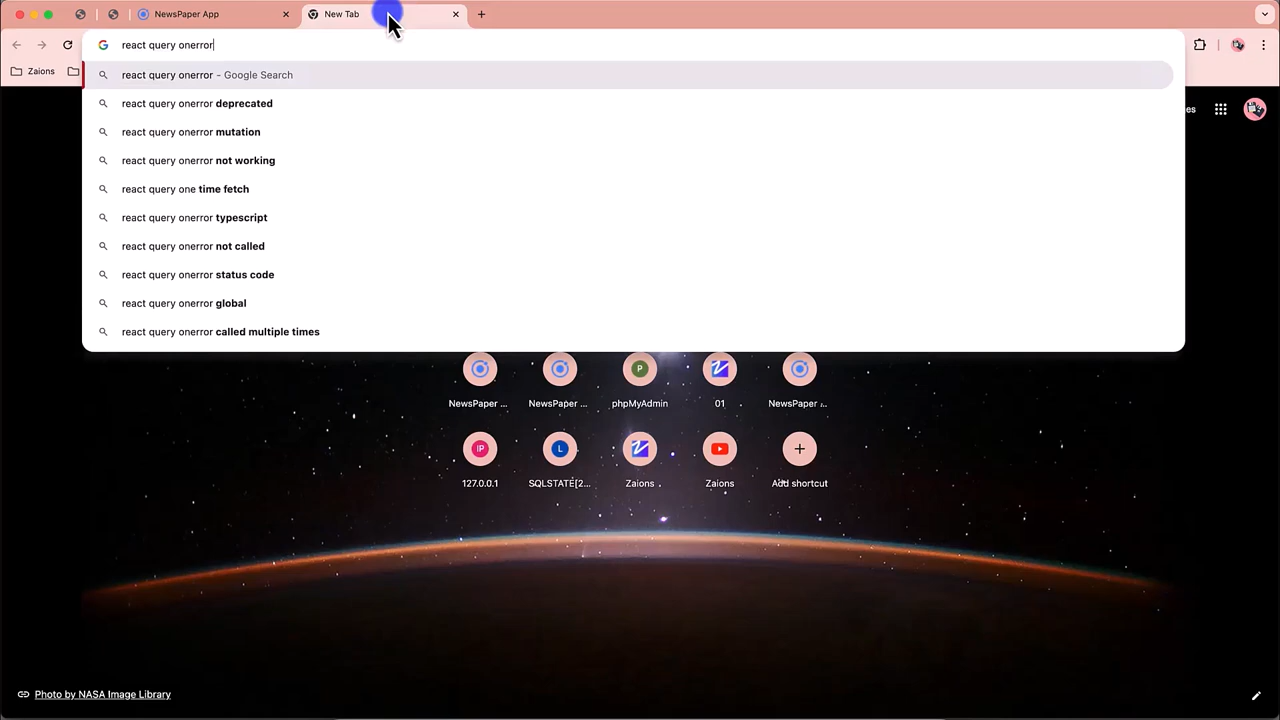 NewsPaper App
New Tab
react query onerror
Zaions
react query onerror - Google Search
react query onerror deprecated
react query onerror mutation
react query onerror not working
react query one time fetch
react query onerror typescript
react query onerror not called
react query onerror status code
react query onerror global
react query onerror called multiple times
es
NewsPaper ...
NewsPaper ...
phpMyAdmin
01
NewsPaper ...
127.0.0.1
SQLSTATE[2...
Zaions
Zaions
Add shortcut
Photo by NASA Image Library